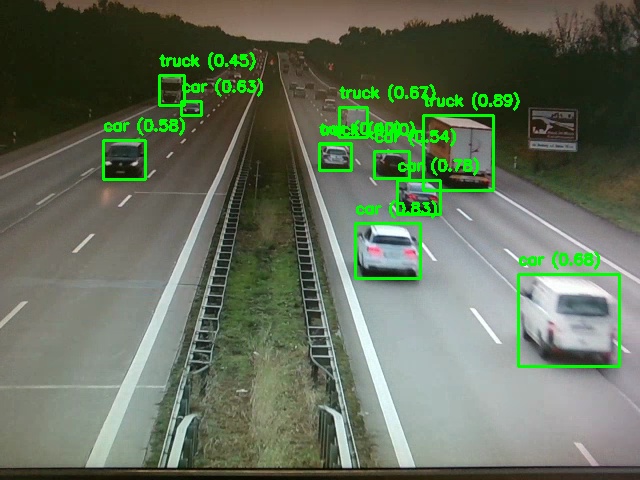 truck (0.45)
car (0.63)
truck (0.67)
truck (0.89)
car (0.58)
car (0.54)
car (0.78)
car (0.83)
car (0.68)